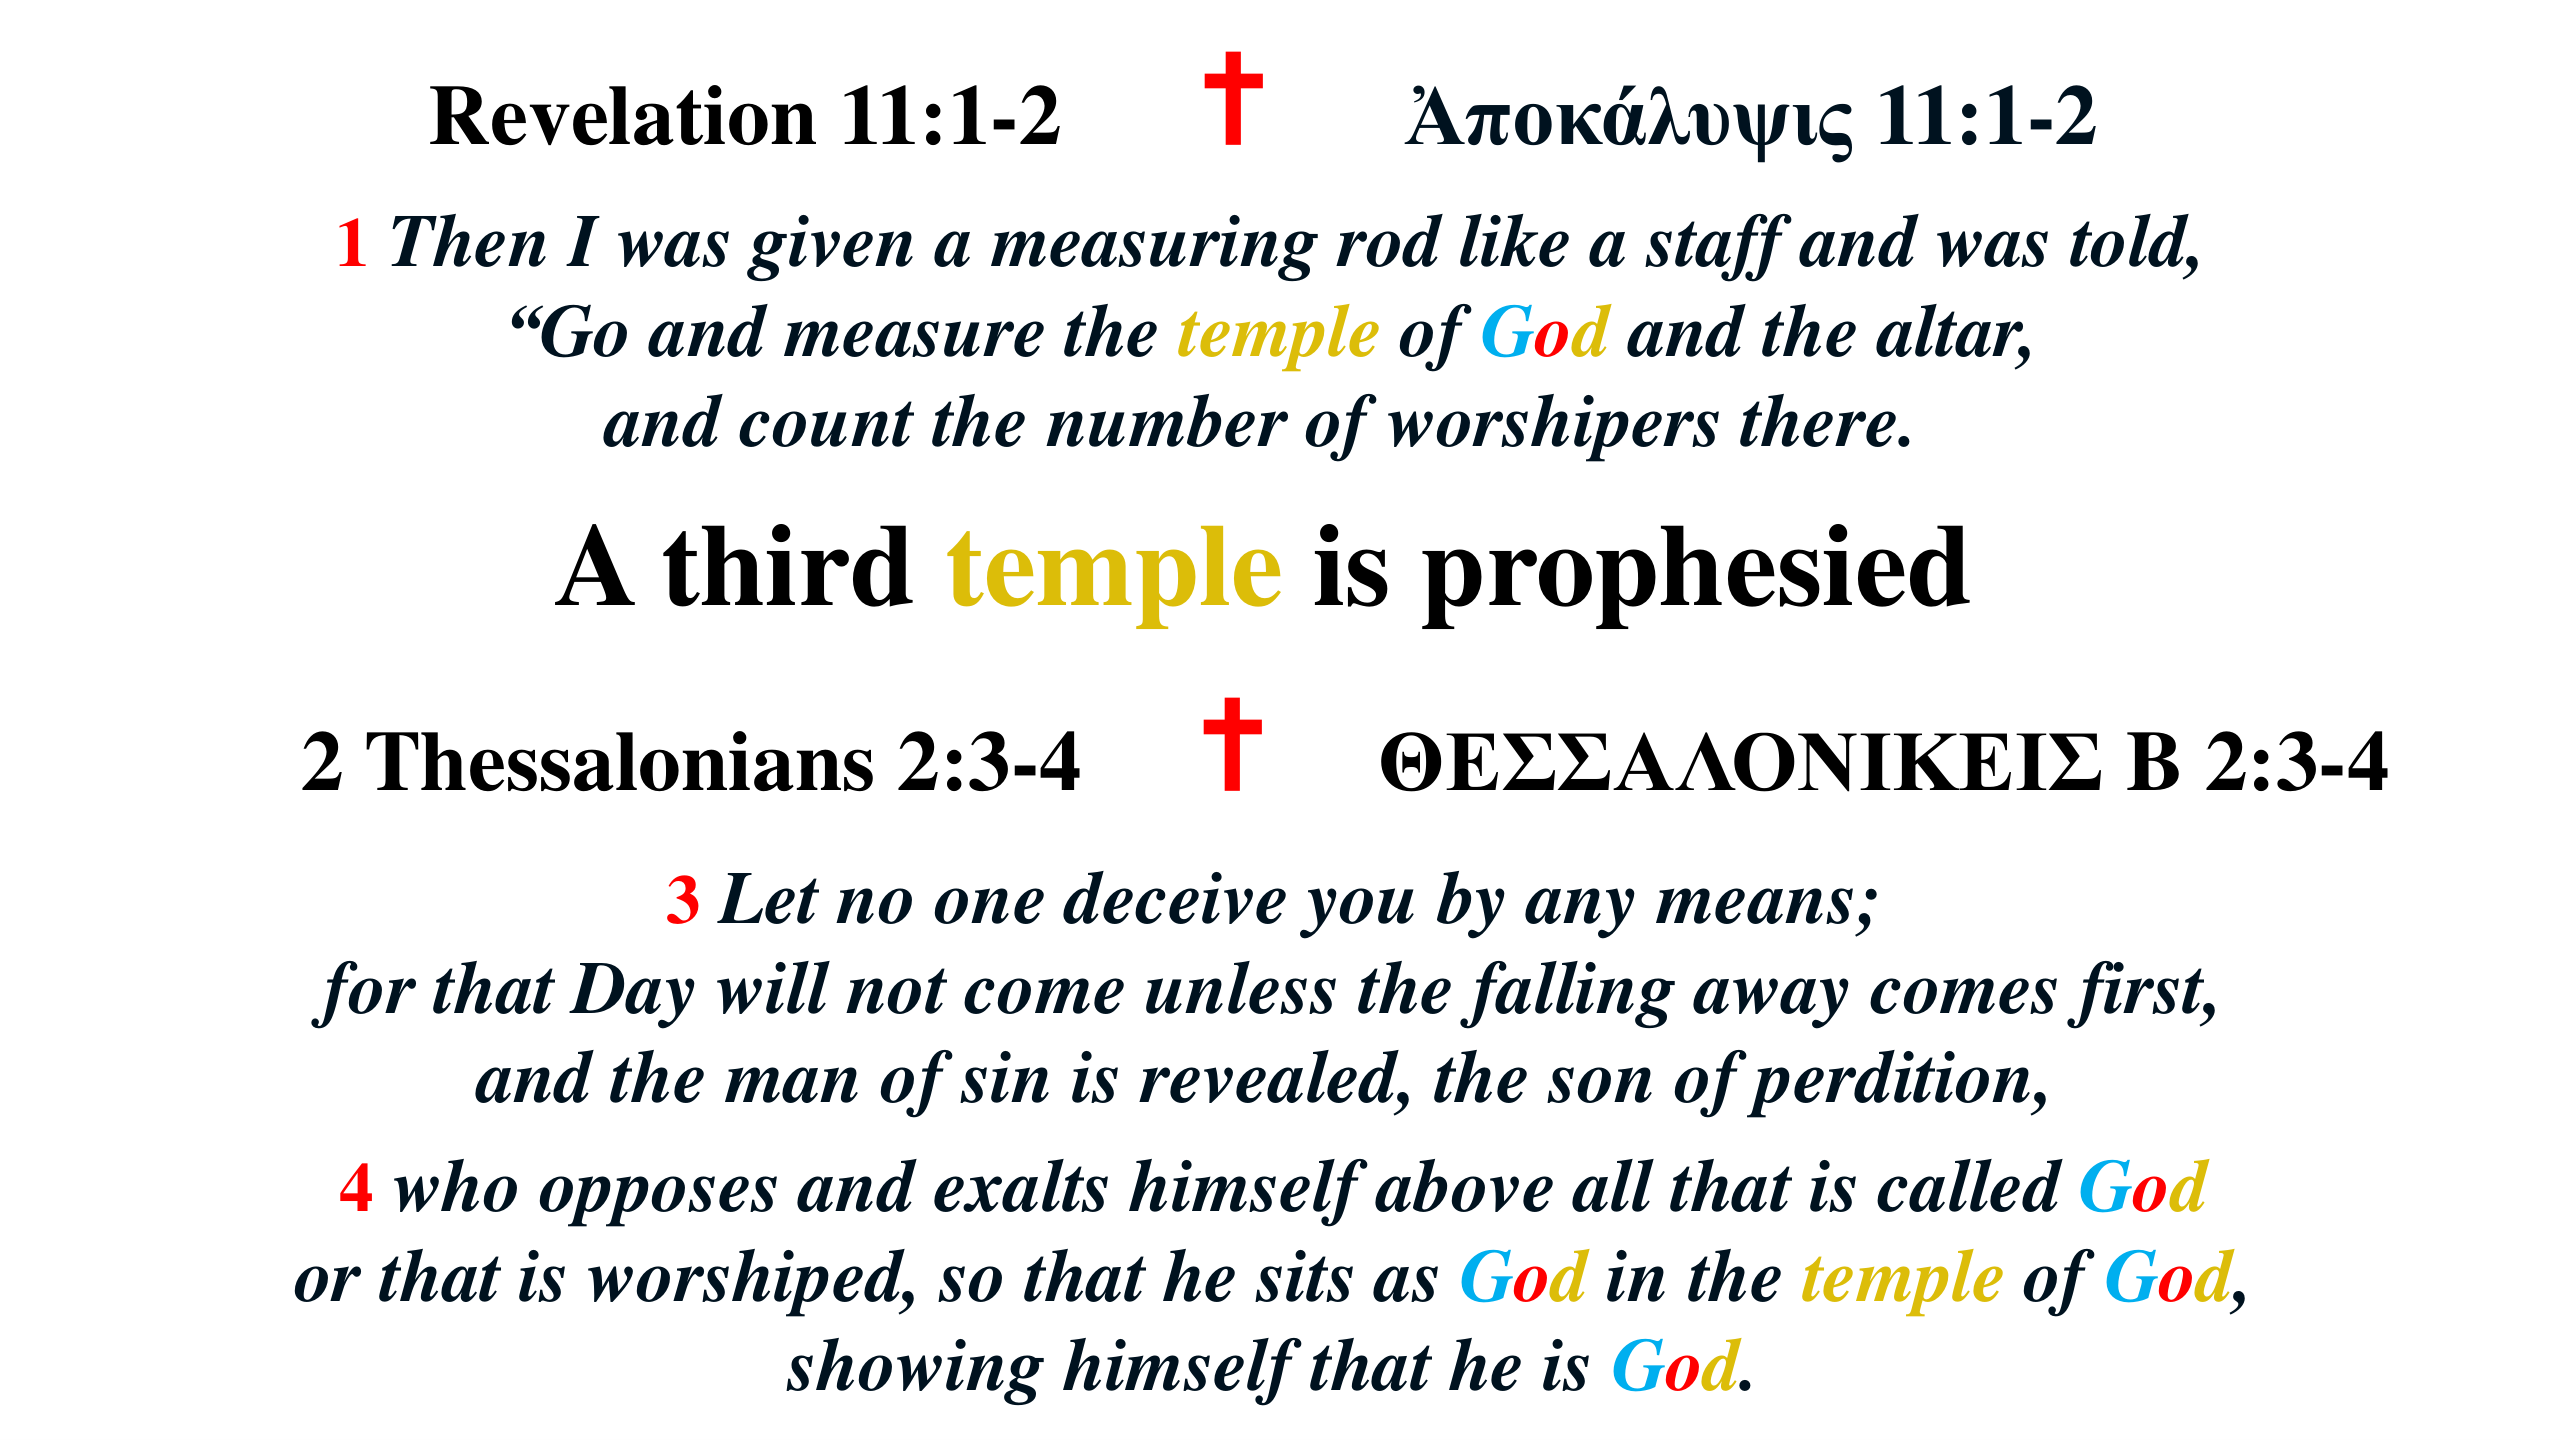 Revelation 11:1-2 ✝ Ἀποκάλυψις 11:1-2
1 Then I was given a measuring rod like a staff and was told,
“Go and measure the temple of God and the altar,
and count the number of worshipers there.
A third temple is prophesied
2 Thessalonians 2:3-4 ✝ ΘΕΣΣΑΛΟΝΙΚΕΙΣ Β 2:3-4
3 Let no one deceive you by any means;
for that Day will not come unless the falling away comes first,
and the man of sin is revealed, the son of perdition,
4 who opposes and exalts himself above all that is called God
or that is worshiped, so that he sits as God in the temple of God,
showing himself that he is God.